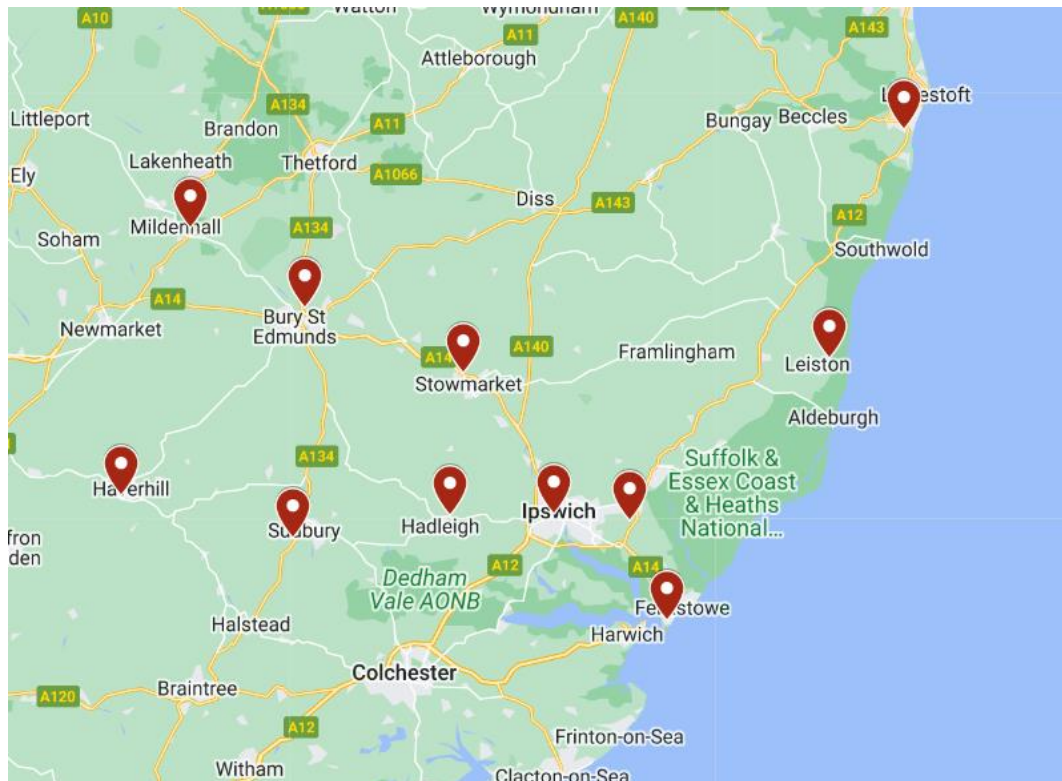 Watton
Wymondham
A10
A140
A143
A11
Attleborough
Lowestoft
A134
Littleport
Brandon
A11
Bungay
Beccles
Lakenheath
Thetford
A1066
Ely
Diss
A143
A12
Mildenhall
A134
Soham
Southwold
A14
Bury St
Edmunds
Newmarket
A14
A140
Framlingham
Leiston
Stowmarket
Aldeburgh
A134
Suffolk &
Essex Coast
& Heaths
National...
Haverhill
Ipswich
Hadleigh
Sudbury
fron
den
A12
A14
Dedham
Vale AONB
Felixstowe
Halstead
Harwich
Colchester
Braintree
A120
A12
Frinton-on-Sea
Witham
Clacton-on-Sea